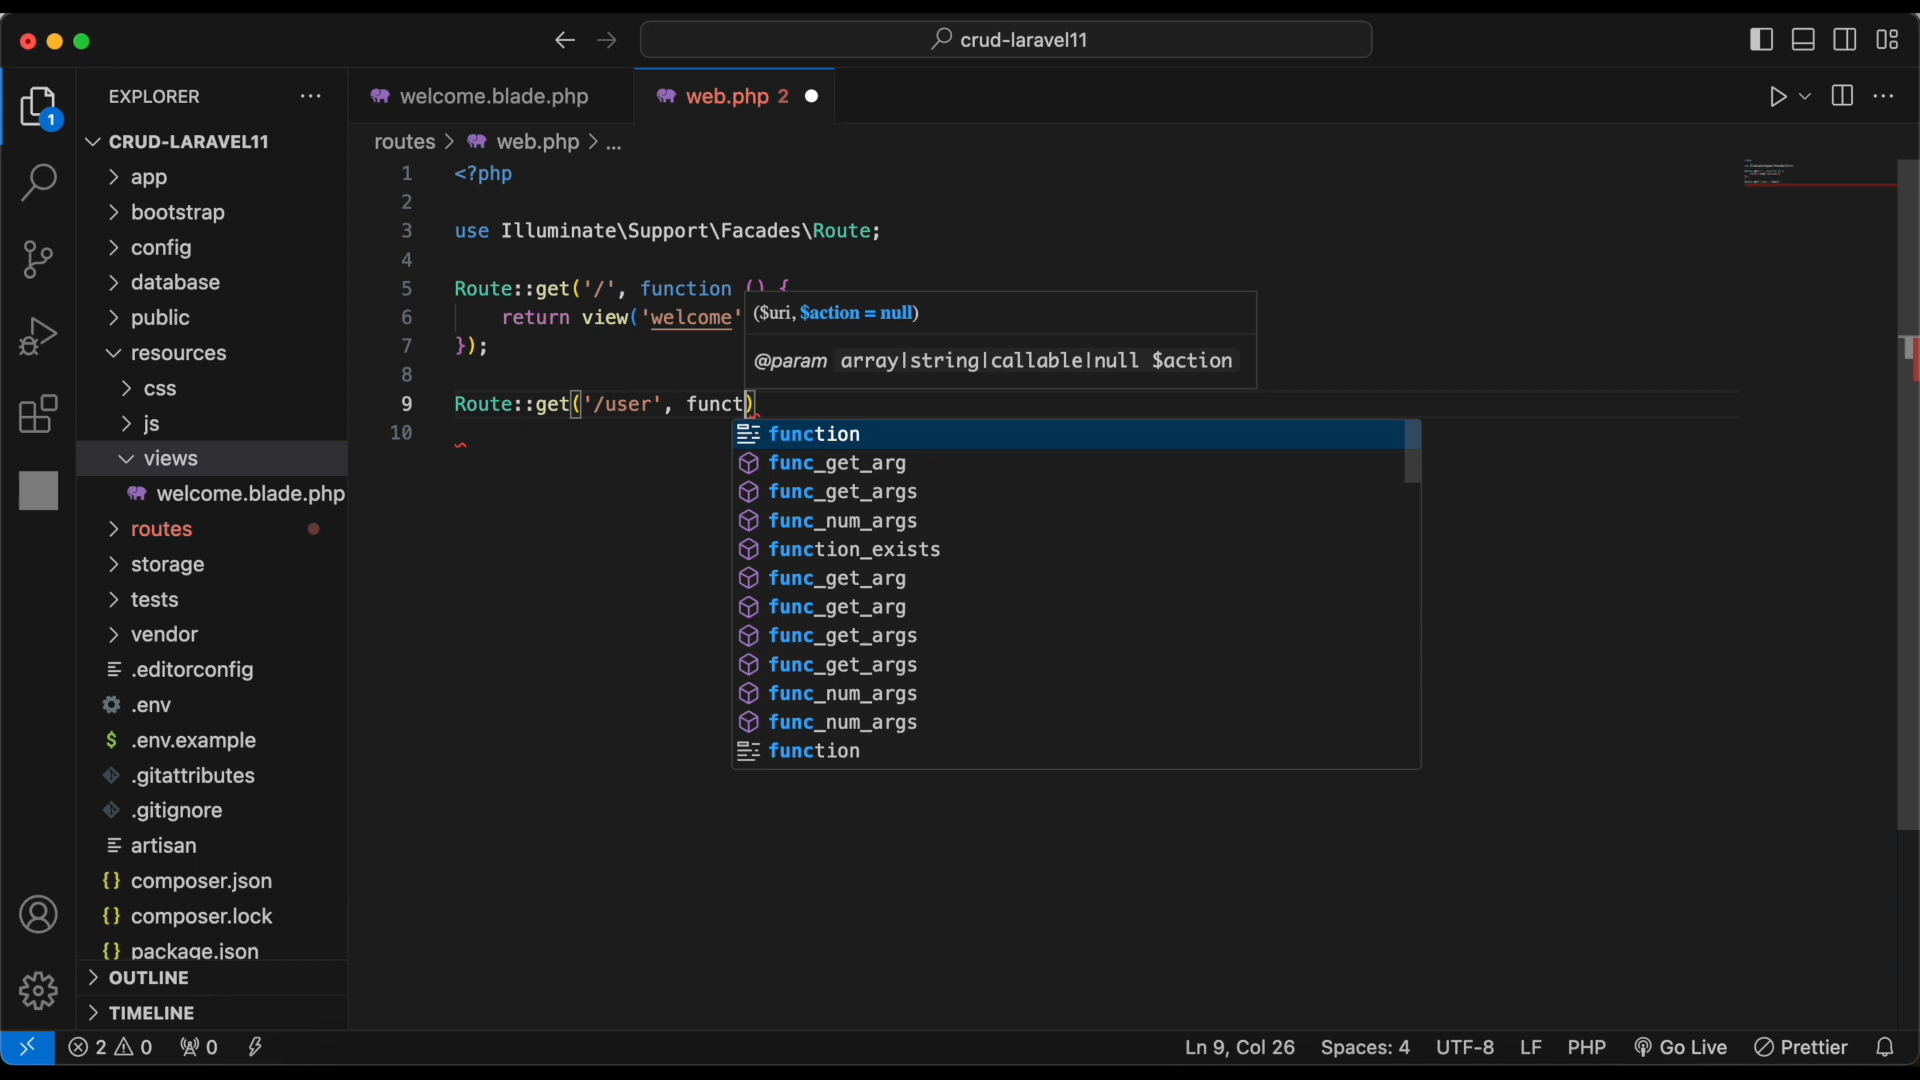 crud-laravel11
1
EXPLORER
CRUD-LARAVEL11
app
bootstrap
config
database
public
resources
css
js
views
welcome.blade.php
routes
storage
tests
vendor
.editorconfig
.env
.env.example
.gitattributes
.gitignore
artisan
composer.json
composer.lock
package.json
OUTLINE
TIMELINE
welcome.blade.php
web.php 2
routes > web.php > ...
1 <?php
2
3 use Illuminate\Support\Facades\Route;
4
5 Route::get('/', function () {
6 return view('welcome'
7 });
8
9 Route::get('/user', funct)
10
($uri, $action = null)
@param array|string|callable|null $action
function
func_get_arg
func_get_args
func_num_args
function_exists
func_get_arg
func_get_arg
func_get_args
func_get_args
func_num_args
func_num_args
function
2 0 0
Ln 9, Col 26 Spaces: 4 UTF-8 LF PHP Go Live Prettier